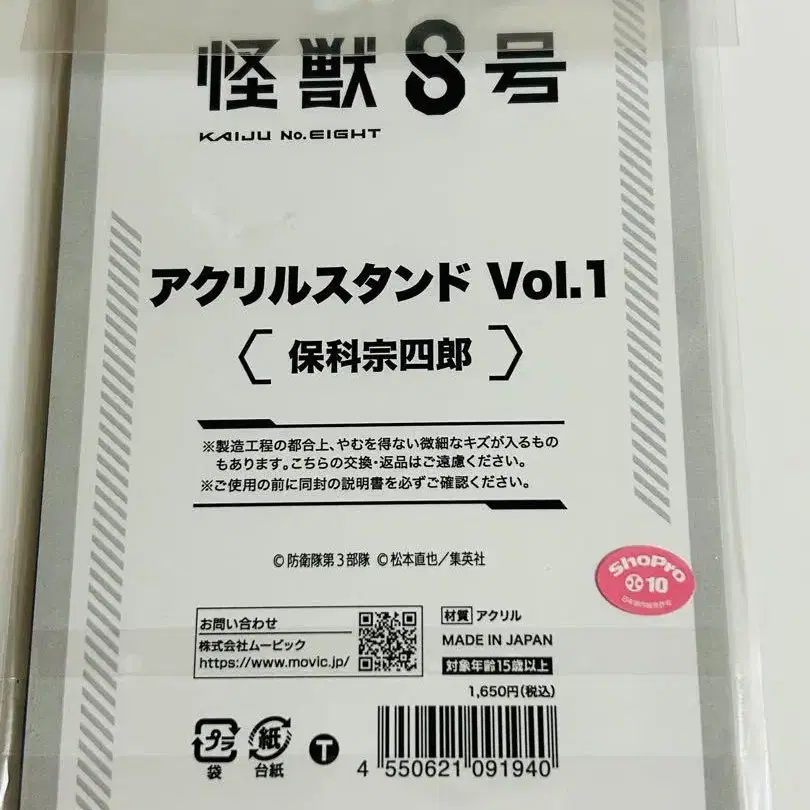 怪獣8号
KAIJU No.EIGHT
アクリルスタンド Vol.1
〈 保科宗四郎 〉
※製造工程の都合上、やむを得ない微細なキズが入るもの
もあります。こちらの交換・返品はご遠慮ください。
※ご使用の前に同封の説明書を必ずご確認ください。
© 防衛隊第3部隊 © 松本直也／集英社
ShoPro
10
お問い合わせ
株式会社ムービック
https://www.movic.jp/
材質 アクリル
MADE IN JAPAN
対象年齢15歳以上
1,650円(税込)
プラ
袋
紙
台紙
T
4 550621 091940